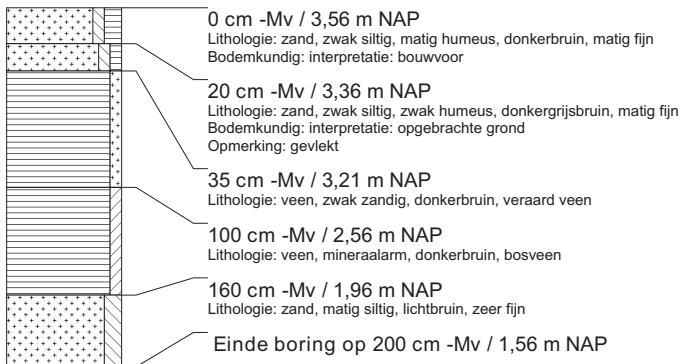 0 cm -Mv / 3,56 m NAP
Lithologie: zand, zwak siltig, matig humeus, donkerbruin, matig fijn
Bodemkundig: interpretatie: bouwvoor
20 cm -Mv / 3,36 m NAP
Lithologie: zand, zwak siltig, zwak humeus, donkergrijsbruin, matig fijn
Bodemkundig: interpretatie: opgebrachte grond
Opmerking: gevlekt
35 cm -Mv / 3,21 m NAP
Lithologie: veen, zwak zandig, donkerbruin, veraard veen
100 cm -Mv / 2,56 m NAP
Lithologie: veen, mineraalarm, donkerbruin, bosveen
160 cm -Mv / 1,96 m NAP
Lithologie: zand, matig siltig, lichtbruin, zeer fijn
Einde boring op 200 cm -Mv / 1,56 m NAP